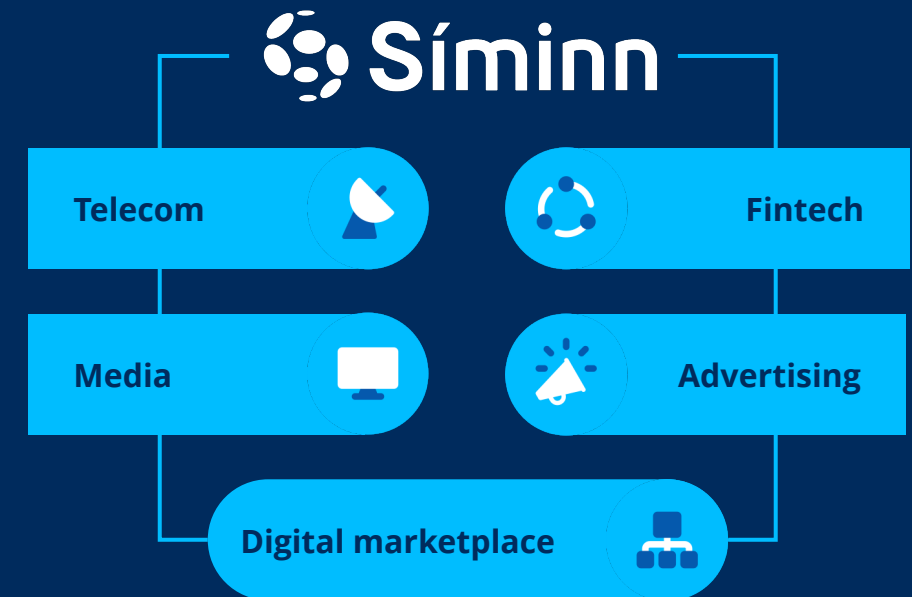 Síminn
Telecom
Fintech
Media
Advertising
Digital marketplace